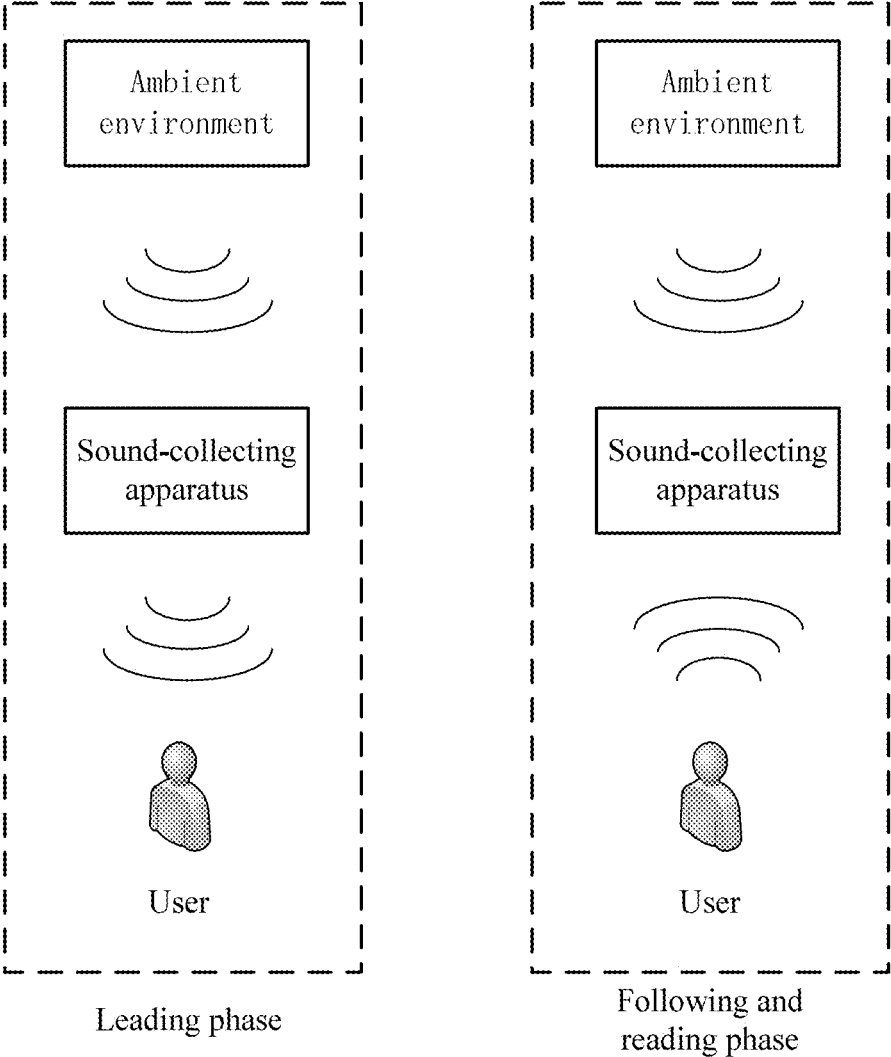 Ambient
environment
Sound-collecting
apparatus
User
Leading phase
Ambient
environment
Sound-collecting
apparatus
User
Following and
reading phase